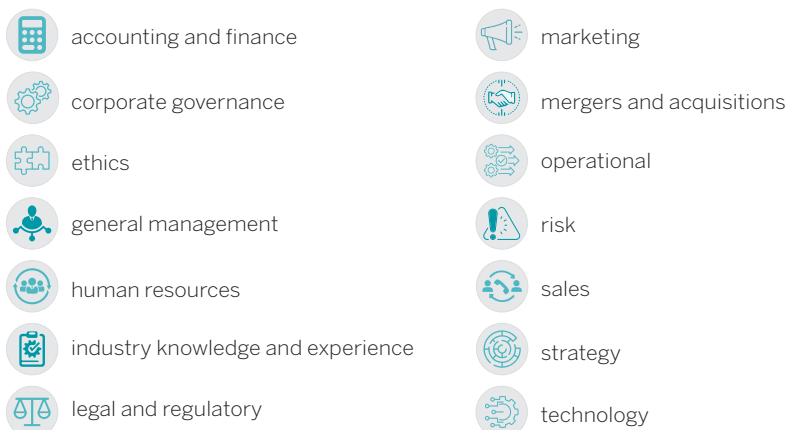 accounting and finance
corporate governance
ethics
general management
human resources
industry knowledge and experience
legal and regulatory
marketing
mergers and acquisitions
operational
risk
sales
strategy
technology